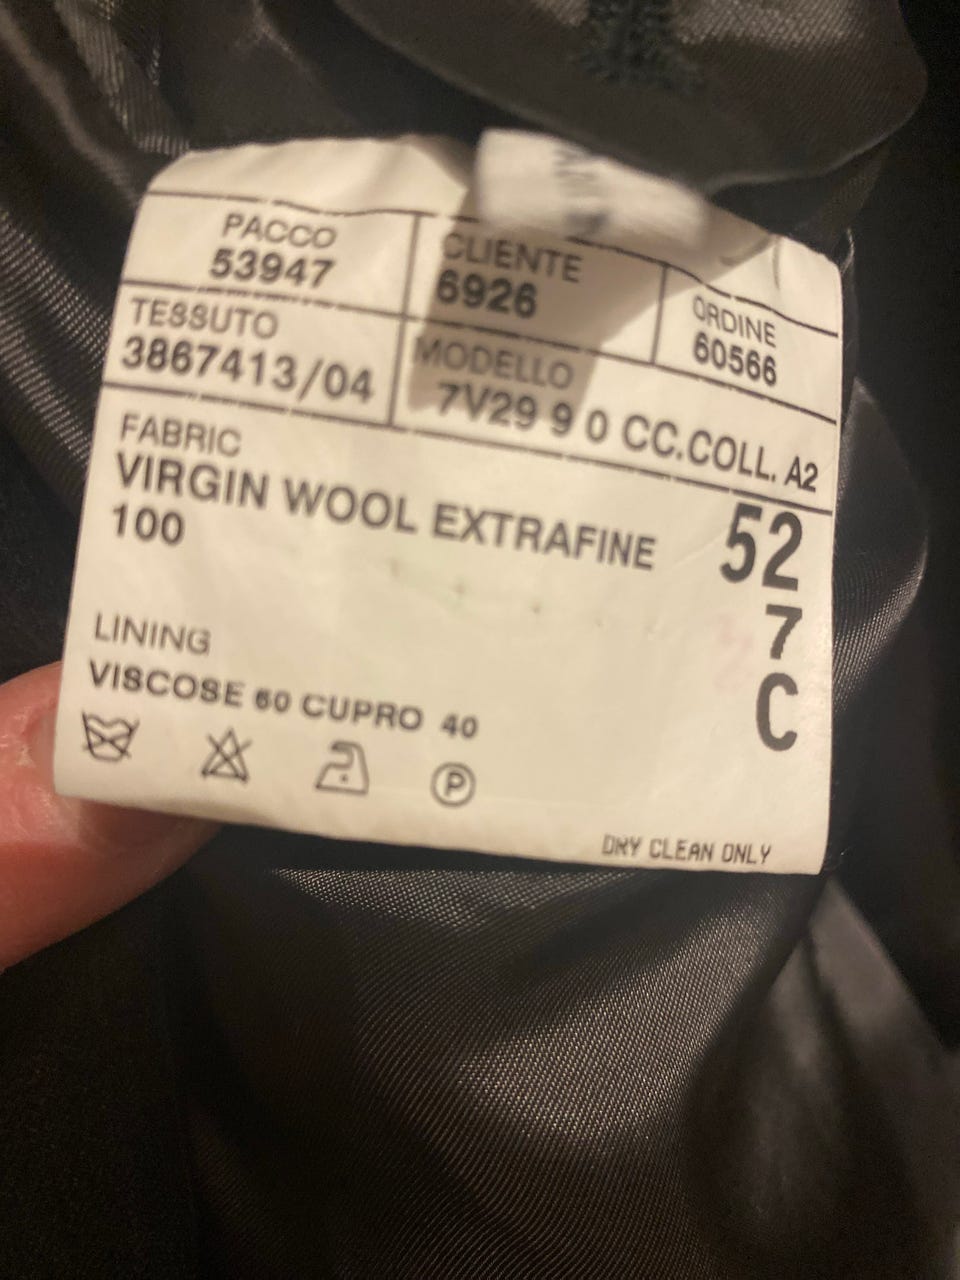 PACCO
53947
CLIENTE
6926
ORDINE
60566
TESSUTO
3867413/04
MODELLO
7V29 9 0 CC.COLL. A2
FABRIC
VIRGIN WOOL EXTRAFINE
100
52
7
C
LINING
VISCOSE 60 CUPRO 40
P
DRY CLEAN ONLY